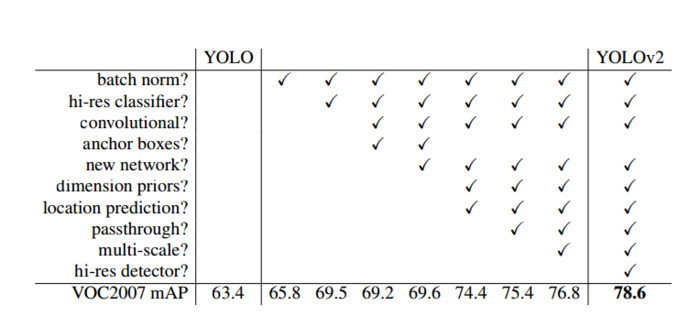 YOLO YOLOv2
batch norm? ✓ ✓ ✓ ✓ ✓ ✓ ✓ ✓
hi-res classifier? ✓ ✓ ✓ ✓ ✓ ✓ ✓
convolutional? ✓ ✓ ✓ ✓ ✓ ✓
anchor boxes? ✓ ✓
new network? ✓ ✓ ✓ ✓ ✓
dimension priors? ✓ ✓ ✓ ✓
location prediction? ✓ ✓ ✓ ✓
passthrough? ✓ ✓ ✓
multi-scale? ✓ ✓
hi-res detector? ✓
VOC2007 mAP 63.4 65.8 69.5 69.2 69.6 74.4 75.4 76.8 78.6